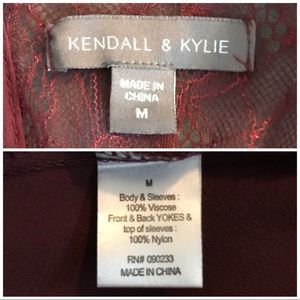 KENDALL & KYLIE
MADE IN
CHINA
M
M
Body & Sleeves :
100% Viscose
Front & Back YOKES &
top of sleeves :
100% Nylon
RN# 090233
MADE IN CHINA